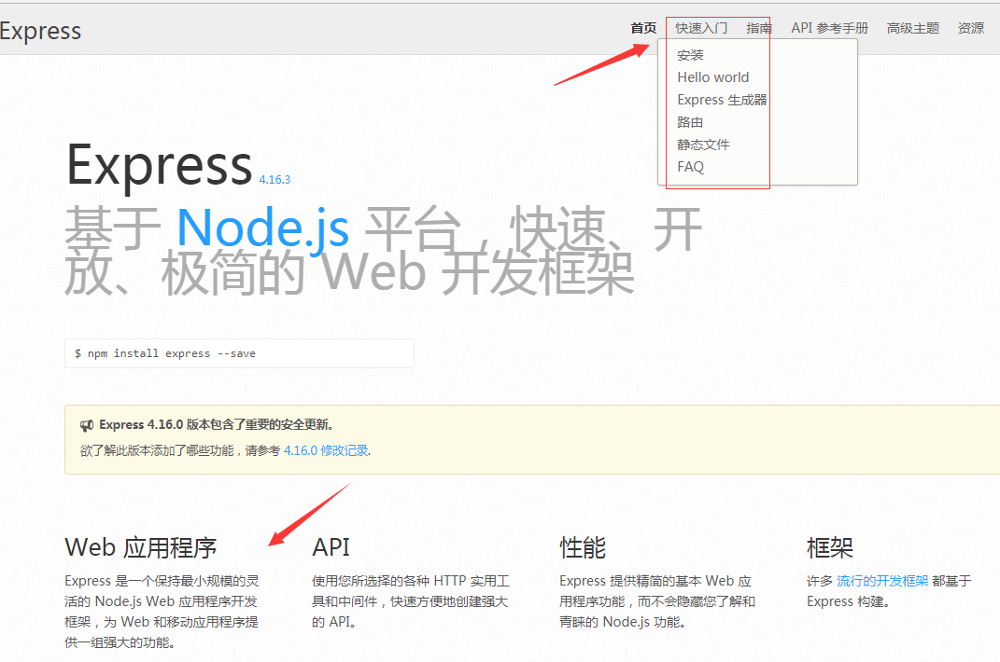 Express
首页 快速入门 指南 API 参考手册 高级主题 资源
安装
Hello world
Express 生成器
路由
静态文件
FAQ
Express 4.16.3
基于 Node.js 平台，快速、开
放、极简的 Web 开发框架
$ npm install express --save
Express 4.16.0 版本包含了重要的安全更新。
欲了解此版本添加了哪些功能，请参考 4.16.0 修改记录.
Web 应用程序
Express 是一个保持最小规模的灵
活的 Node.js Web 应用程序开发
框架，为 Web 和移动应用程序提
供一组强大的功能。
API
使用您所选择的各种 HTTP 实用工
具和中间件，快速方便地创建强大
的 API。
性能
Express 提供精简的基本 Web 应
用程序功能，而不会隐藏您了解和
青睐的 Node.js 功能。
框架
许多 流行的开发框架 都基于
Express 构建。